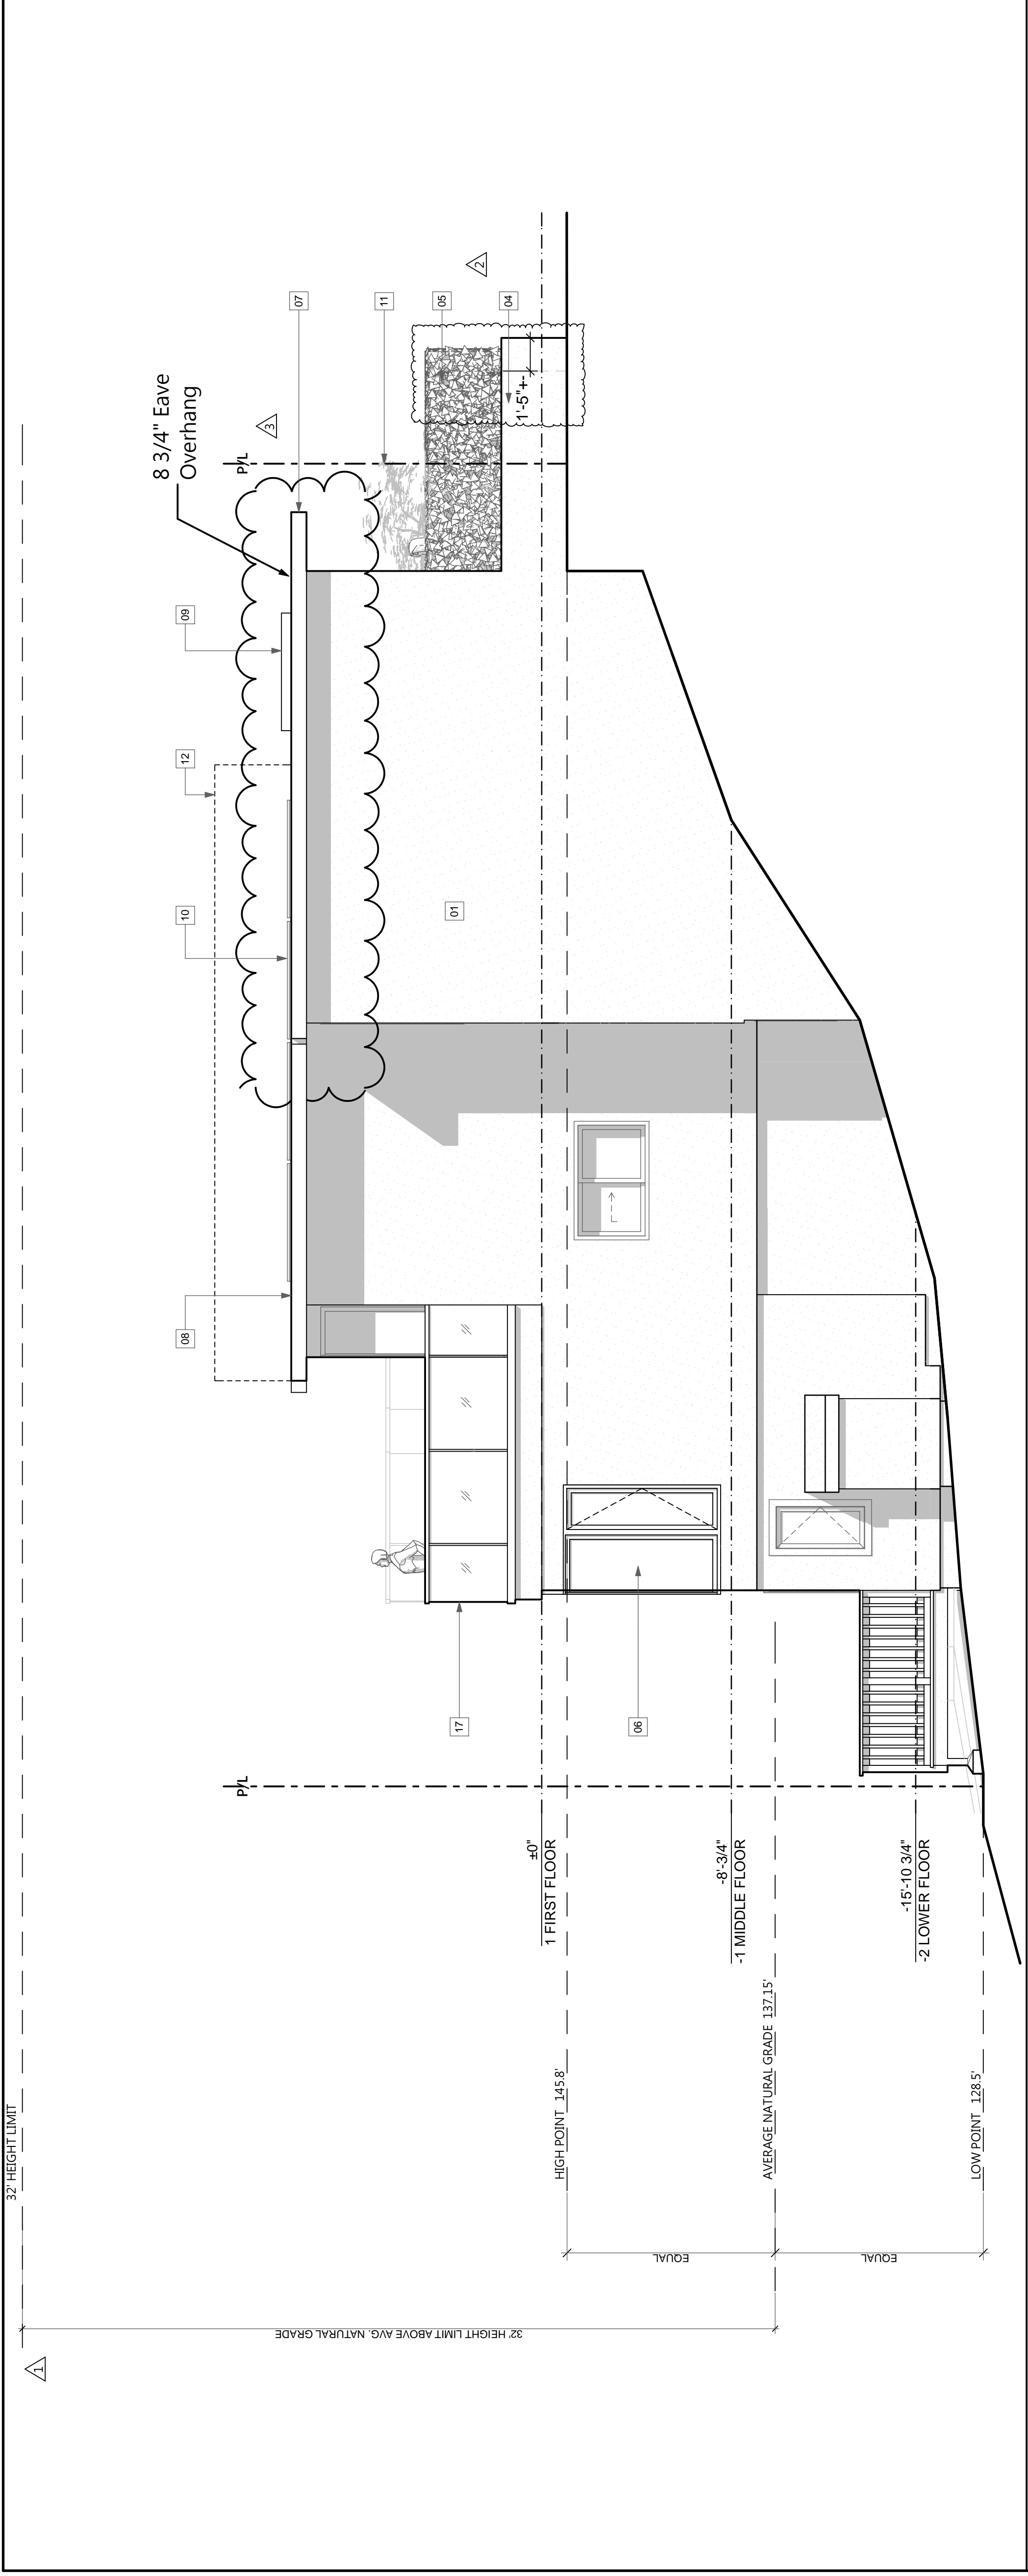 32' HEIGHT LIMIT
1
32' HEIGHT LIMIT ABOVE AVG. NATURAL GRADE
EQUAL
EQUAL
HIGH POINT 145.8'
AVERAGE NATURAL GRADE 137.15'
LOW POINT 128.5'
±0"
1 FIRST FLOOR
-8'-3/4"
-1 MIDDLE FLOOR
-15'-10 3/4"
-2 LOWER FLOOR
P/L
17
06
08
10
12
09
01
8 3/4" Eave
Overhang
3
P/L
07
11
05
04
2
1'-5"+-